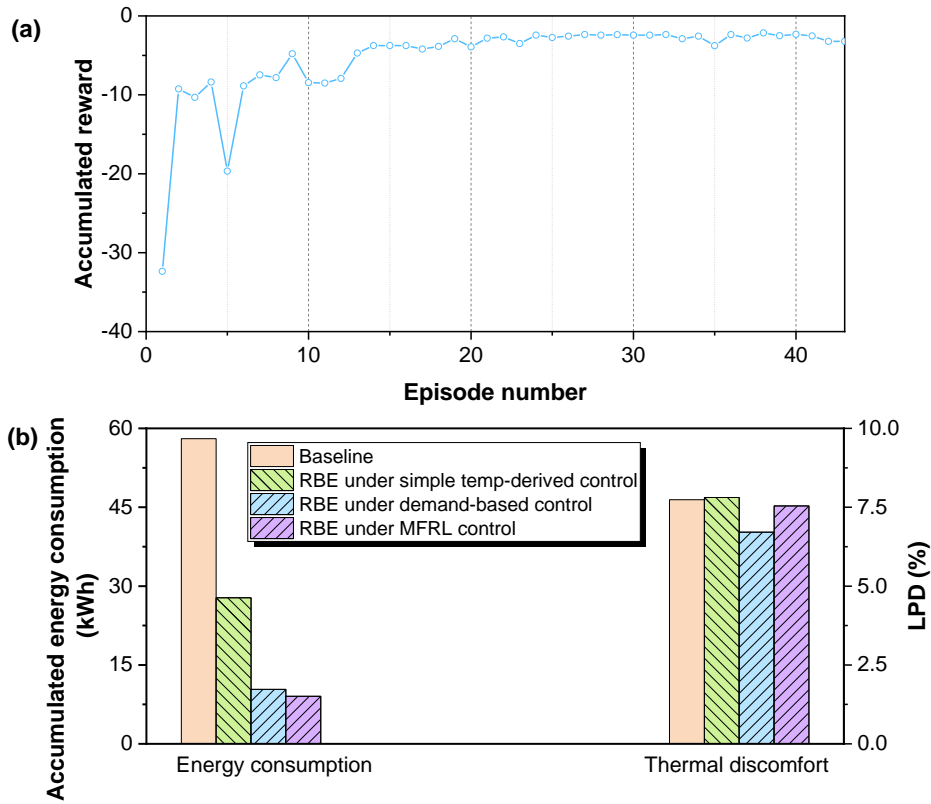 (a)
Accumulated reward
0
-10
-20
-30
-40
0
10
20
30
40
Episode number
(b)
Accumulated energy consumption
(kWh)
60
45
30
15
0
Baseline
RBE under simple temp-derived control
RBE under demand-based control
RBE under MFRL control
10.0
7.5
5.0
2.5
0.0
LPD (%)
Energy consumption
Thermal discomfort